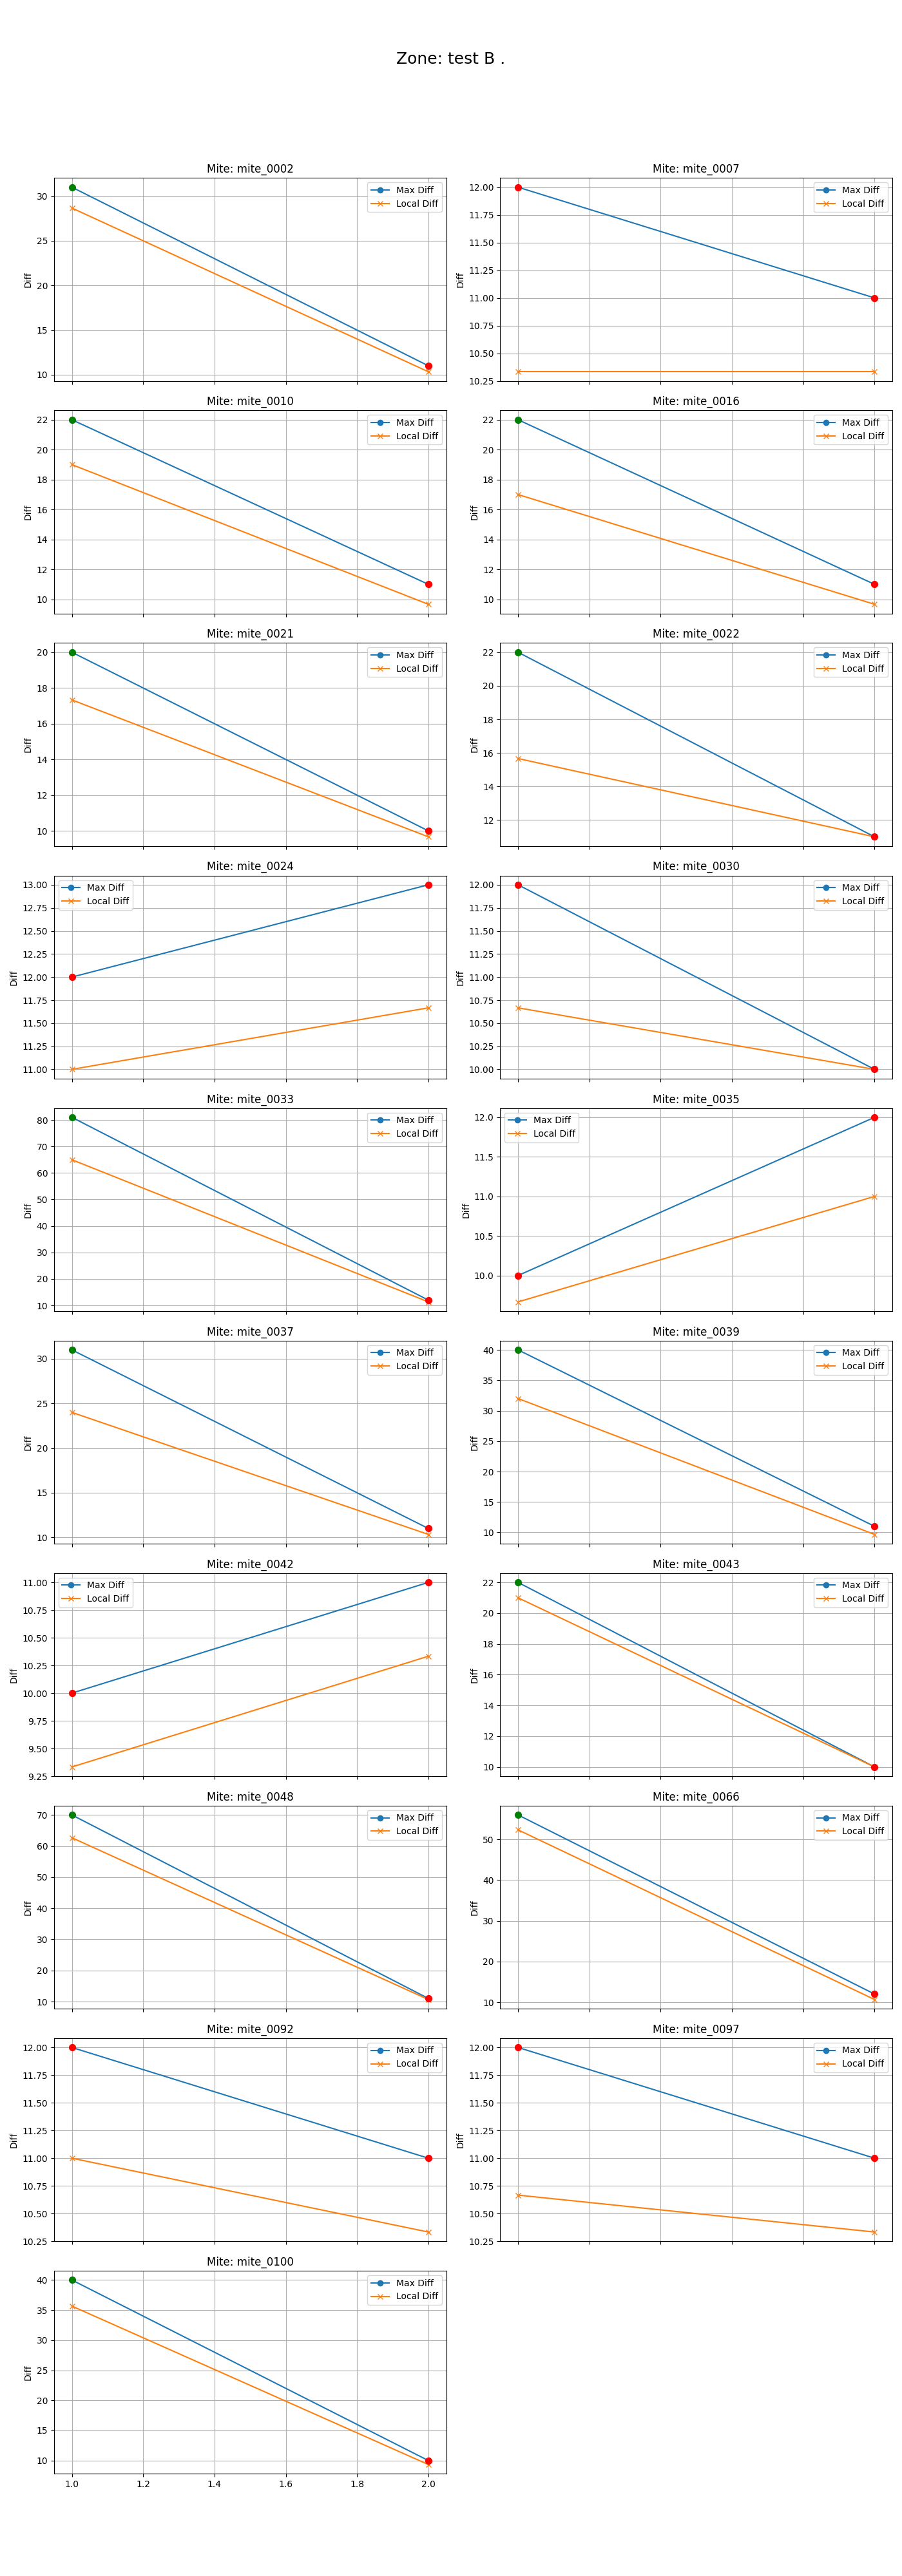 Zone: test B .
Mite: mite_0002
30
25
20
15
10
Diff
Max Diff
Local Diff
Mite: mite_0007
12.00
11.75
11.50
11.25
11.00
10.75
10.50
10.25
Diff
Max Diff
Local Diff
Mite: mite_0010
22
20
18
16
14
12
10
Diff
Max Diff
Local Diff
Mite: mite_0016
22
20
18
16
14
12
10
Diff
Max Diff
Local Diff
Mite: mite_0021
20
18
16
14
12
10
Diff
Max Diff
Local Diff
Mite: mite_0022
22
20
18
16
14
12
Diff
Max Diff
Local Diff
Mite: mite_0024
13.00
12.75
12.50
12.25
12.00
11.75
11.50
11.25
11.00
Diff
Max Diff
Local Diff
Mite: mite_0030
12.00
11.75
11.50
11.25
11.00
10.75
10.50
10.25
10.00
Diff
Max Diff
Local Diff
Mite: mite_0033
80
70
60
50
40
30
20
10
Diff
Max Diff
Local Diff
Mite: mite_0035
12.0
11.5
11.0
10.5
10.0
Diff
Max Diff
Local Diff
Mite: mite_0037
30
25
20
15
10
Diff
Max Diff
Local Diff
Mite: mite_0039
40
35
30
25
20
15
10
Diff
Max Diff
Local Diff
Mite: mite_0042
11.00
10.75
10.50
10.25
10.00
9.75
9.50
9.25
Diff
Max Diff
Local Diff
Mite: mite_0043
22
20
18
16
14
12
10
Diff
Max Diff
Local Diff
Mite: mite_0048
70
60
50
40
30
20
10
Diff
Max Diff
Local Diff
Mite: mite_0066
50
40
30
20
10
Diff
Max Diff
Local Diff
Mite: mite_0092
12.00
11.75
11.50
11.25
11.00
10.75
10.50
10.25
Diff
Max Diff
Local Diff
Mite: mite_0097
12.00
11.75
11.50
11.25
11.00
10.75
10.50
10.25
Diff
Max Diff
Local Diff
Mite: mite_0100
40
35
30
25
20
15
10
Diff
Max Diff
Local Diff
1.0 1.2 1.4 1.6 1.8 2.0